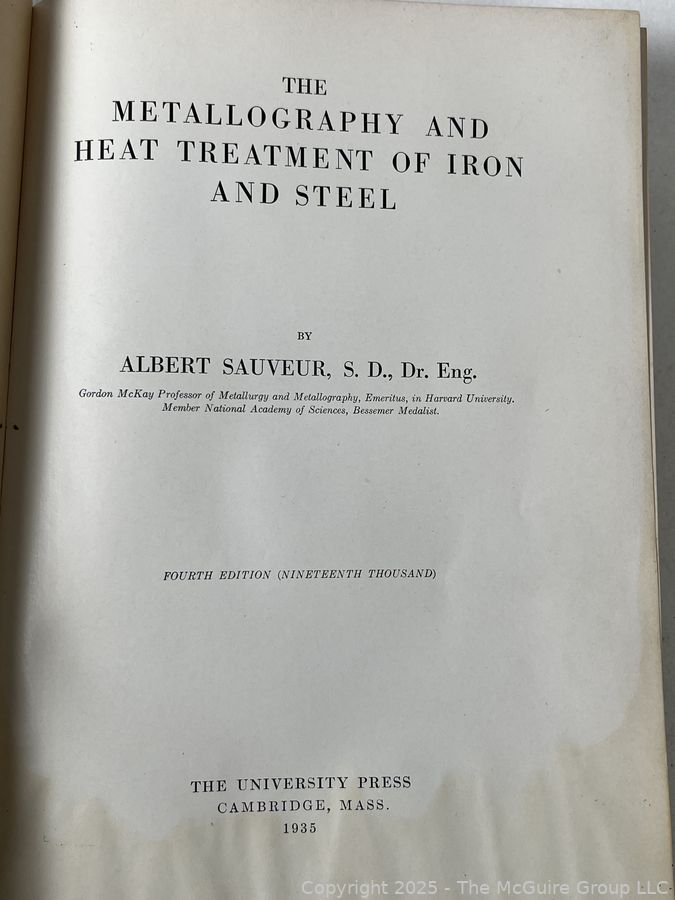 THE
METALLOGRAPHY AND
HEAT TREATMENT OF IRON
AND STEEL
BY
ALBERT SAUVEUR, S. D., Dr. Eng.
Gordon McKay Professor of Metallurgy and Metallography, Emeritus, in Harvard University.
Member National Academy of Sciences, Bessemer Medalist.
FOURTH EDITION (NINETEENTH THOUSAND)
THE UNIVERSITY PRESS
CAMBRIDGE, MASS.
1935
Copyright 2025 - The McGuire Group LLC